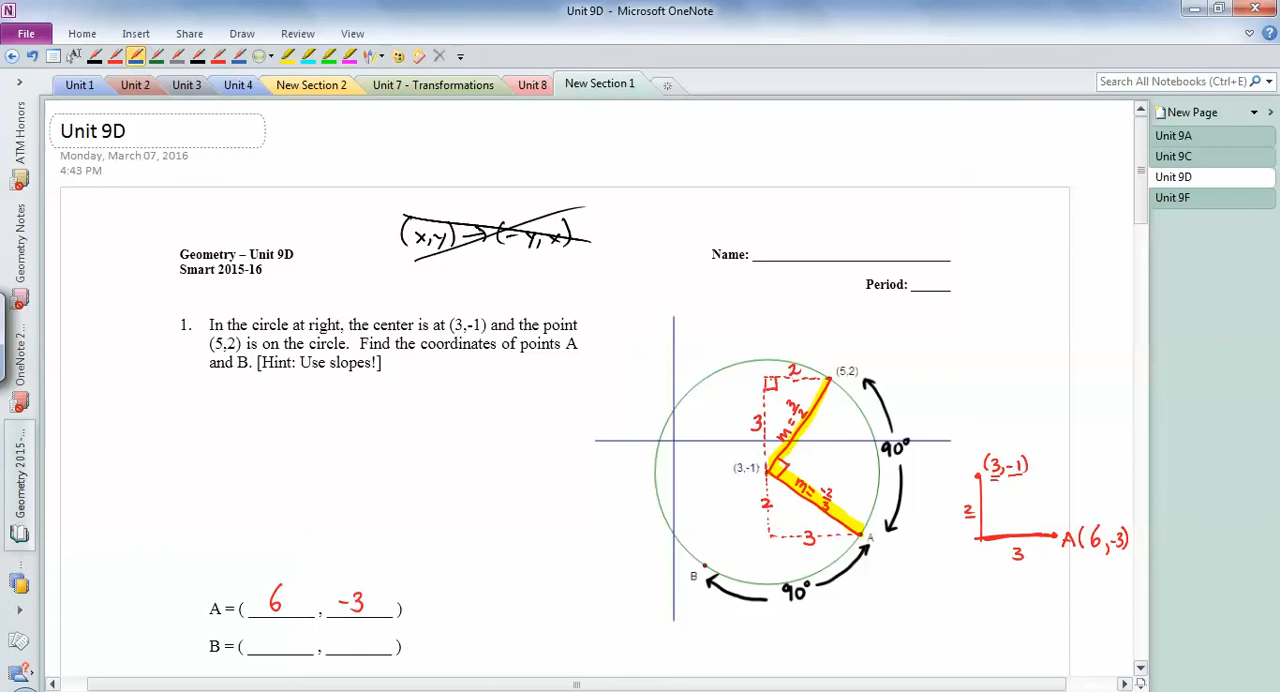 Unit 9D - Microsoft OneNote
File Home Insert Share Draw Review View
Unit 1 Unit 2 Unit 3 Unit 4 New Section 2 Unit 7 - Transformations Unit 8 New Section 1
Search All Notebooks (Ctrl+E)
New Page
Unit 9A
Unit 9C
Unit 9D
Unit 9F
ATM Honors
Geometry Notes
OneNote 2...
Geometry 2015 -...
Unit 9D
Monday, March 07, 2016
4:43 PM
(x,y) → (-y, x)
Geometry – Unit 9D
Smart 2015-16
Name:
Period:
1. In the circle at right, the center is at (3,-1) and the point
(5,2) is on the circle. Find the coordinates of points A
and B. [Hint: Use slopes!]
2
(5,2)
3
m = 3/2
90°
(3,-1)
m = -2/3
2
3
A
B
90°
(3,-1)
2
3
A(6,-3)
A = ( 6 , -3 )
B = ( , )